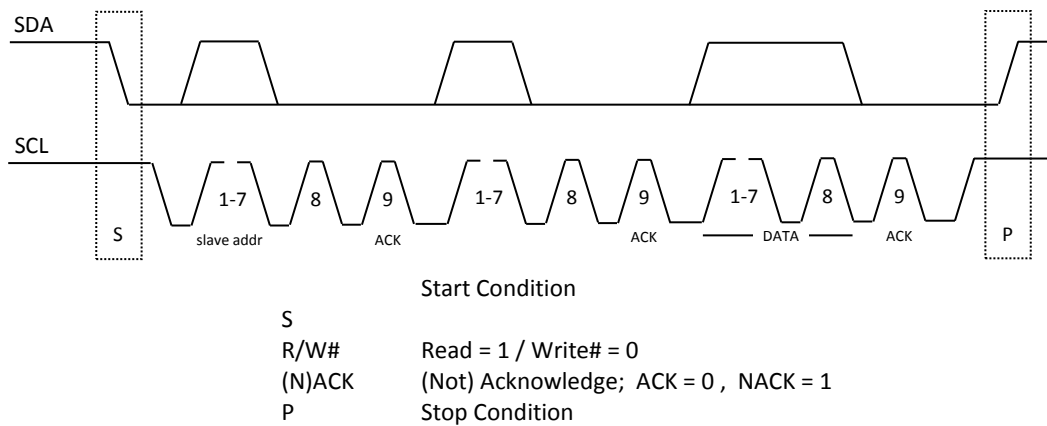 SDA
SCL
1-7 8 9 1-7 8 9 1-7 8 9
S slave addr ACK ACK DATA ACK P
Start Condition
S
R/W# Read = 1 / Write# = 0
(N)ACK (Not) Acknowledge; ACK = 0 , NACK = 1
P Stop Condition